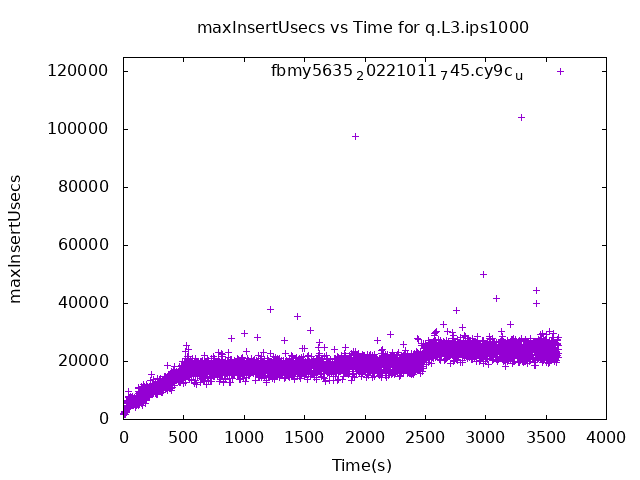 maxInsertUsecs vs Time for q.L3.ips1000
fbmy5635_20221011_745.cy9c_u
maxInsertUsecs
120000
100000
80000
60000
40000
20000
0
0 500 1000 1500 2000 2500 3000 3500 4000
Time(s)